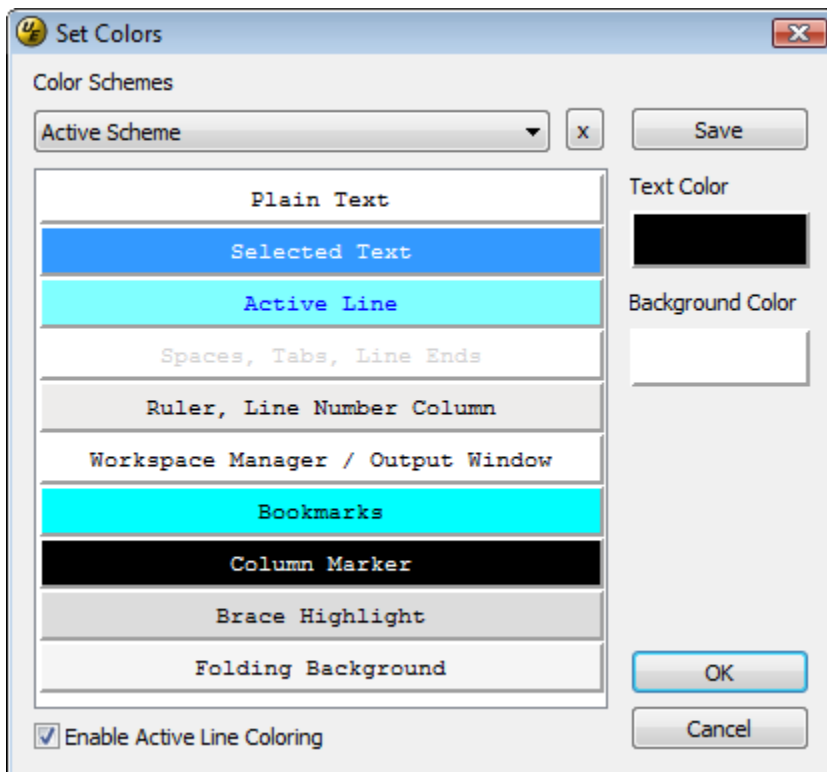 UE Set Colors
Color Schemes
Active Scheme
x
Save
Plain Text
Selected Text
Active Line
Spaces, Tabs, Line Ends
Ruler, Line Number Column
Workspace Manager / Output Window
Bookmarks
Column Marker
Brace Highlight
Folding Background
Text Color
Background Color
Enable Active Line Coloring
OK
Cancel